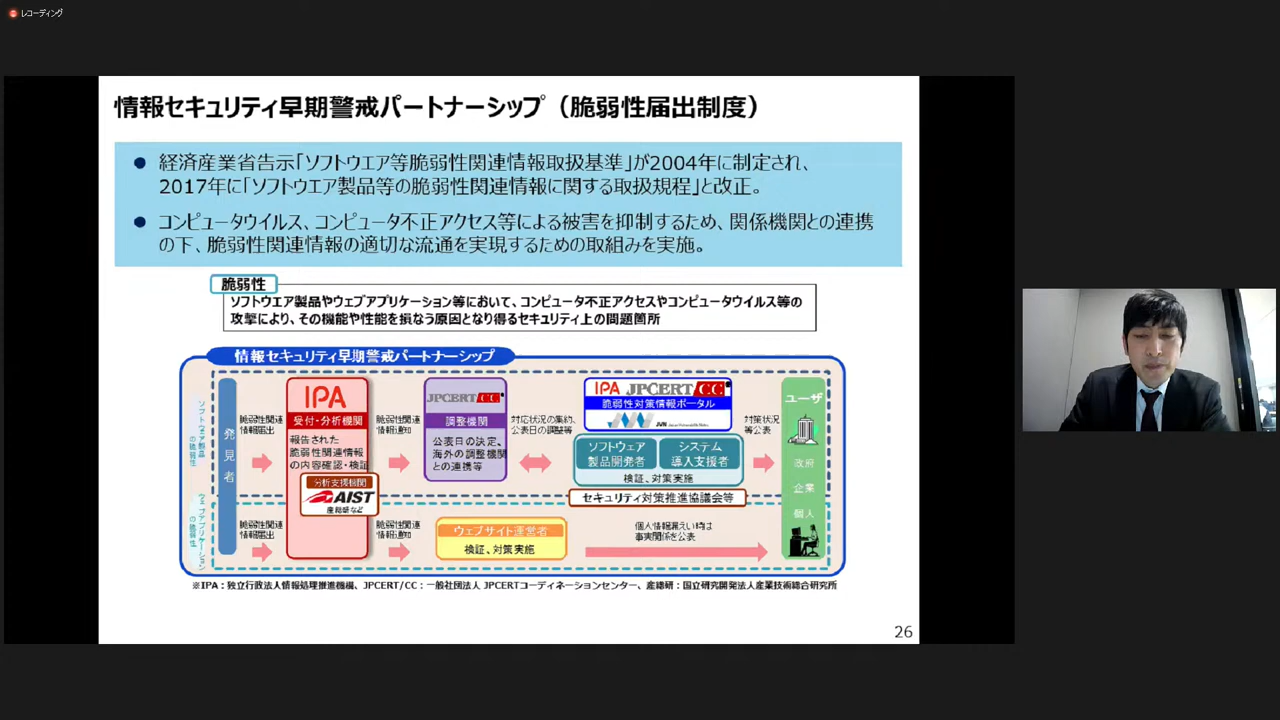 レコーディング
情報セキュリティ早期警戒パートナーシップ（脆弱性届出制度）
● 経済産業省告示「ソフトウエア等脆弱性関連情報取扱基準」が2004年に制定され、
2017年に「ソフトウエア製品等の脆弱性関連情報に関する取扱規程」と改正。
● コンピュータウイルス、コンピュータ不正アクセス等による被害を抑制するため、関係機関との連携
の下、脆弱性関連情報の適切な流通を実現するための取組みを実施。
脆弱性
ソフトウエア製品やウェブアプリケーション等において、コンピュータ不正アクセスやコンピュータウイルス等の
攻撃により、その機能や性能を損なう原因となり得るセキュリティ上の問題箇所
情報セキュリティ早期警戒パートナーシップ
ソフトウェア製品
の脆弱性
発見者
脆弱性関連
情報届出
IPA
受付・分析機関
報告された
脆弱性関連情報
の内容確認・検証
分析支援機関
AIST
産総研など
脆弱性関連
情報通知
JPERT CC
調整機関
公表日の決定、
海外の調整機関
との連携等
対応状況の集約、
公表日の調整等
IPA JPCERT CC
脆弱性対策情報ポータル
JVN
ソフトウェア
製品開発者
システム
導入支援者
検証、対策実施
セキュリティ対策推進協議会等
対策状況
等公表
ユーザ
政府
企業
個人
ウェブアプリケーション
の脆弱性
脆弱性関連
情報届出
脆弱性関連
情報通知
ウェブサイト運営者
検証、対策実施
個人情報漏えい時は
事実関係を公表
※IPA：独立行政法人情報処理推進機構、JPCERT/CC：一般社団法人 JPCERTコーディネーションセンター、産総研：国立研究開発法人産業技術総合研究所
26